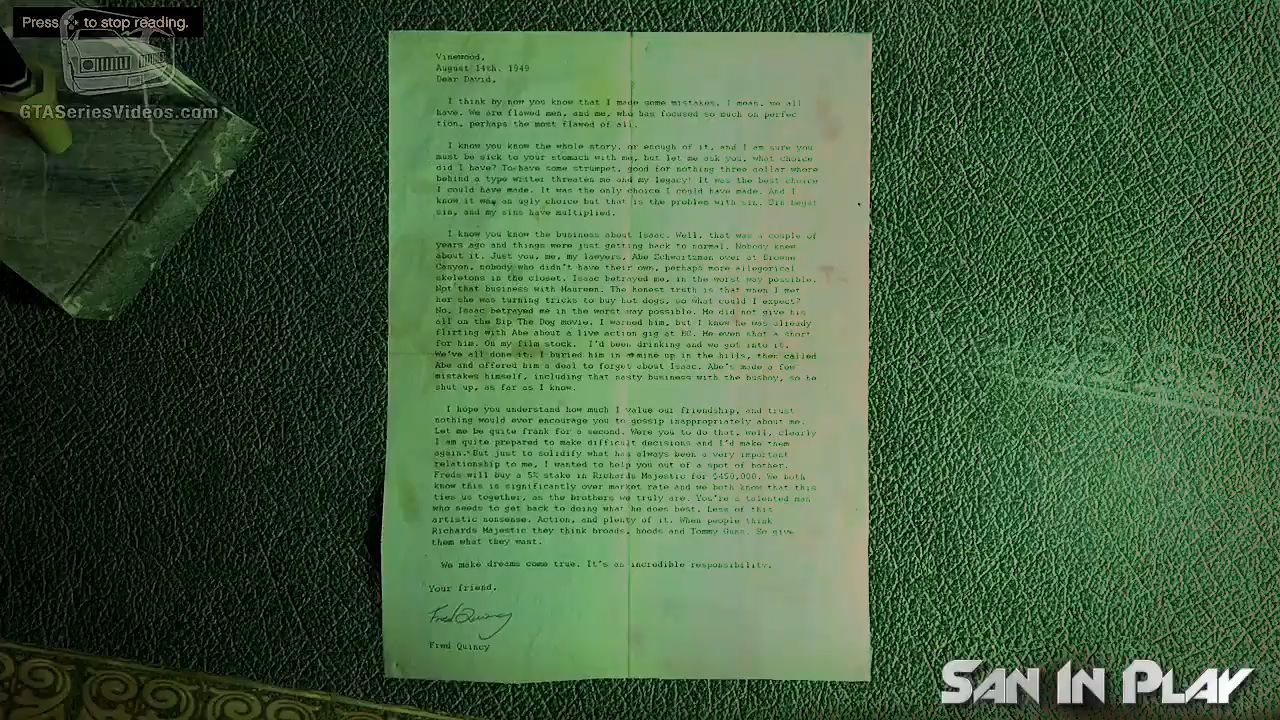 Press to stop reading.
GTASeriesVideos.com
Vinewood,
August 14th, 1949
Dear David,
I think by now you know that I made some mistakes, I mean, we all
have. We are flawed men, and me, who has focused so much on perfec
tion, perhaps the most flawed of all.
I know you know the whole story, or enough of it, and I am sure you
must be sick to your stomach with me, but let me ask you, what choice
did I have? To have some strumpet, good for nothing three dollar whore
behind a type writer threaten me and my legacy! It was the best choice
I could have made. It was the only choice I could have made. And I
know it was an ugly choice but that is the problem with sin. Sin begat
sin, and my sins have multiplied.
I know you know the business about Isaac. Well, that was a couple of
years ago and things were just getting back to normal. Nobody knew
about it. Just you, me, my lawyers, Abe Schwartzman over at Growne
Canyon, nobody who didn't have their own, perhaps more allegorical
skeletons in the closet. Isaac betrayed me, in the worst way possible.
Not that business with Maureen. The honest truth is that when I met
her she was turning tricks to buy hot dogs, so what could I expect?
No. Isaac betrayed me in the worst way possible. He did not give his
all on the Bip The Dog movie. I warned him, but I know he was already
flirting with Abe about a live action gig at BC. He even shot a short
for him. On my film stock. I'd been drinking and we got into it.
We've all done it. I buried him in a mine up in the hills, then called
Abe and offered him a deal to forget about Isaac. Abe's made a few
mistakes himself, including that nasty business with the busboy, so he
shut up, as far as I know.
I hope you understand how much I value our friendship, and trust
nothing would ever encourage you to gossip inappropriately about me.
Let me be quite frank for a second. Were you to do that, well, clearly
I am quite prepared to make difficult decisions and I'd make them
again. But just to solidify what has always been a very important
relationship to me, I wanted to help you out of a spot of bother.
Freds will buy a 5% stake in Richards Majestic for $450,000. We both
know this is significantly over market rate and we both know that this
ties us together, as the brothers we truly are. You're a talented man
who needs to get back to doing what he does best. Less of this
artistic nonsense. Action, and plenty of it. When people think
Richards Majestic they think broads, hoods and Tommy Guns. So give
them what they want.
We make dreams come true. It's an incredible responsibility.
Your friend,
Fred Quincy
Fred Quincy
SAN IN PLAY